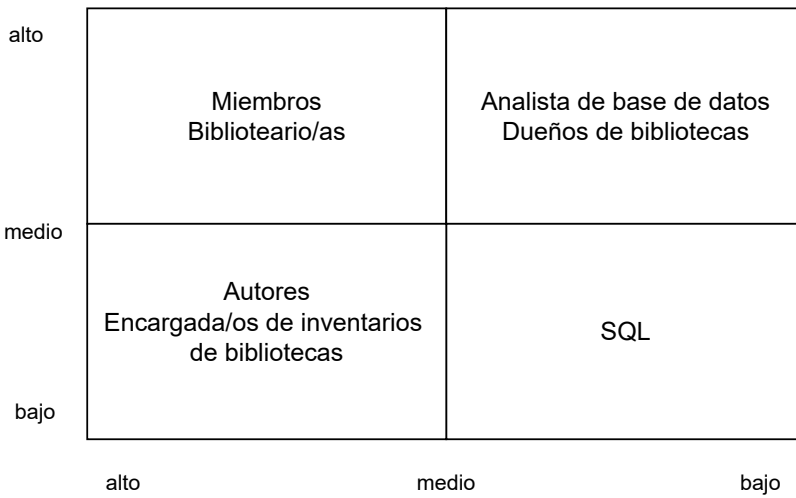 alto
Miembros
Biblioteario/as
Analista de base de datos
Dueños de bibliotecas
medio
Autores
Encargada/os de inventarios
de bibliotecas
SQL
bajo
alto
medio
bajo